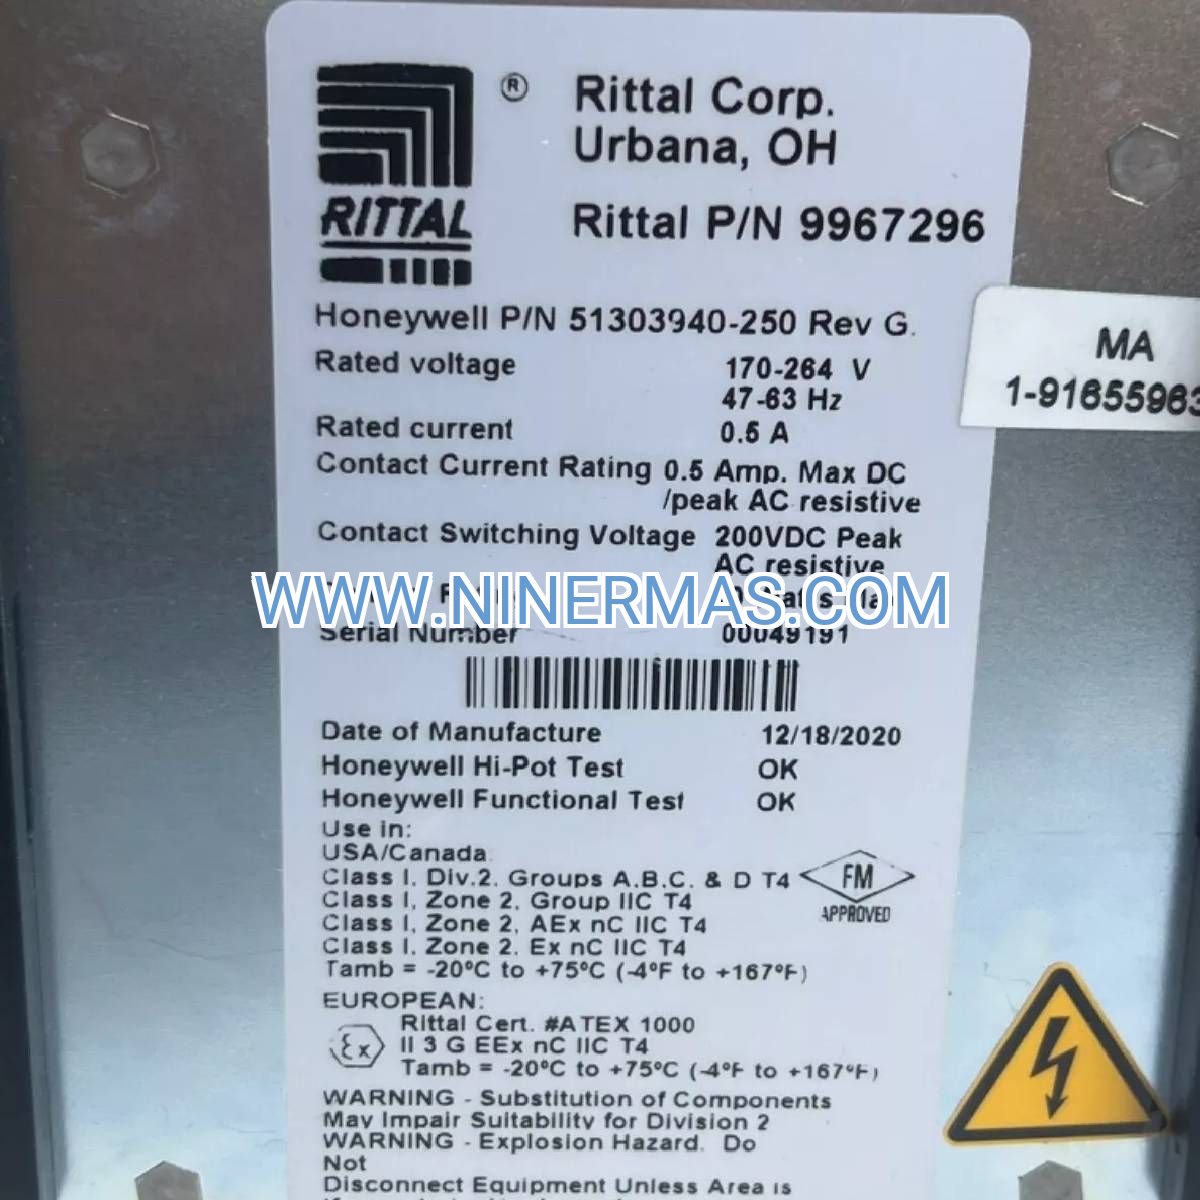 ®
Rittal Corp.
Urbana, OH
RITTAL
Rittal P/N 9967296
Honeywell P/N 51303940-250 Rev G.
Rated voltage 170-264 V
47-63 Hz
Rated current 0.5 A
Contact Current Rating 0.5 Amp. Max DC
/peak AC resistive
Contact Switching Voltage 200VDC Peak
AC resistive
WWW.NINERMAS.COM
Serial Number 00049191
Date of Manufacture 12/18/2020
Honeywell Hi-Pot Test OK
Honeywell Functional Test OK
Use in:
USA/Canada
Class I, Div.2, Groups A.B.C. & D T4
Class I, Zone 2, Group IIC T4
Class I, Zone 2, AEx nC IIC T4
Class I, Zone 2, Ex nC IIC T4
Tamb = -20°C to +75°C (-4°F to +167°F)
FM
APPROVED
EUROPEAN:
Rittal Cert. #ATEX 1000
Ex
II 3 G EEx nC IIC T4
Tamb = -20°C to +75°C (-4°F to +167°F)
WARNING - Substitution of Components
May Impair Suitability for Division 2
WARNING - Explosion Hazard. Do
Not
Disconnect Equipment Unless Area is
MA
1-91655963